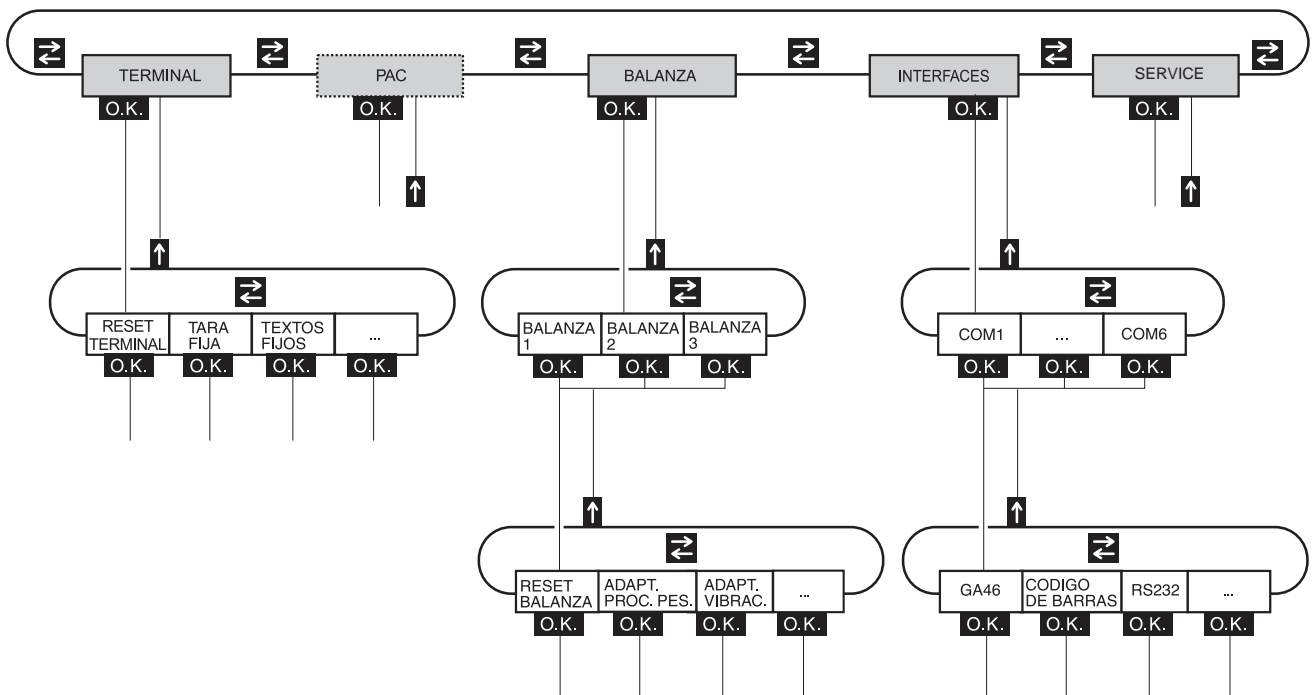 TERMINAL
PAC
BALANZA
INTERFACES
SERVICE
O.K.
O.K.
O.K.
O.K.
O.K.
RESET
TERMINAL
TARA
FIJA
TEXTOS
FIJOS
...
O.K.
O.K.
O.K.
O.K.
BALANZA
1
BALANZA
2
BALANZA
3
O.K.
O.K.
O.K.
COM1
...
COM6
O.K.
O.K.
O.K.
RESET
BALANZA
ADAPT.
PROC. PES.
ADAPT.
VIBRAC.
...
O.K.
O.K.
O.K.
O.K.
GA46
CODIGO
DE BARRAS
RS232
...
O.K.
O.K.
O.K.
O.K.